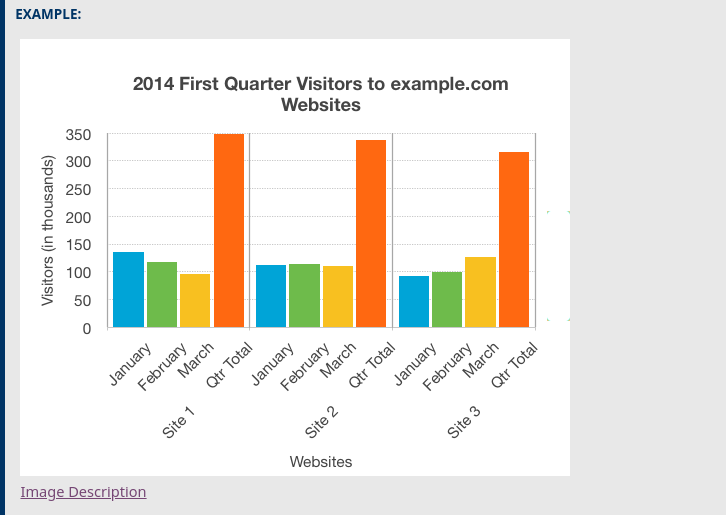 EXAMPLE:
2014 First Quarter Visitors to example.com
Websites
Visitors (in thousands)
350
300
250
200
150
100
50
0
January
February
March
Qtr Total
January
February
March
Qtr Total
January
February
March
Qtr Total
Site 1
Site 2
Site 3
Websites
Image Description